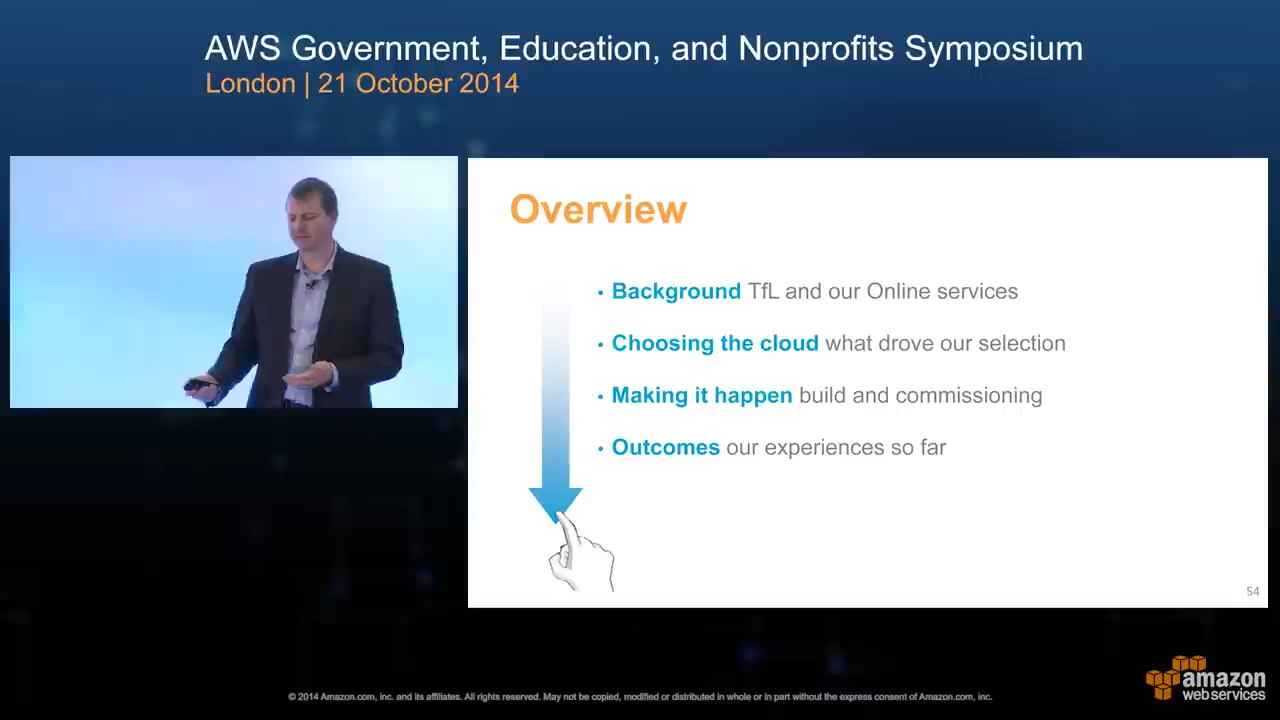 AWS Government, Education, and Nonprofits Symposium
London | 21 October 2014
Overview
• Background TfL and our Online services
• Choosing the cloud what drove our selection
• Making it happen build and commissioning
• Outcomes our experiences so far
54
© 2014 Amazon.com, inc. and its affiliates. All rights reserved. May not be copied, modified or distributed in whole or in part without the express consent of Amazon.com, inc.
amazon
web services